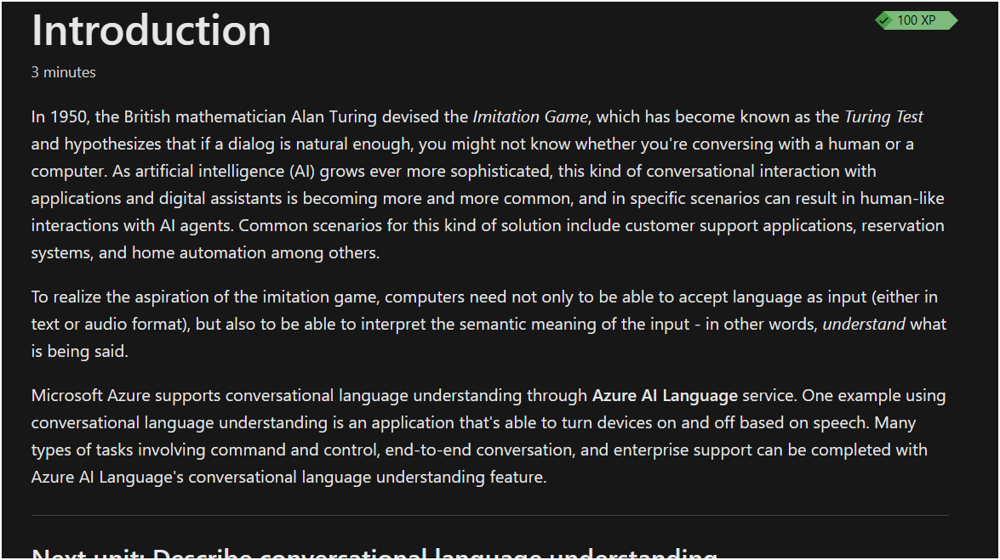 Introduction
100 XP
3 minutes
In 1950, the British mathematician Alan Turing devised the Imitation Game, which has become known as the Turing Test
and hypothesizes that if a dialog is natural enough, you might not know whether you're conversing with a human or a
computer. As artificial intelligence (AI) grows ever more sophisticated, this kind of conversational interaction with
applications and digital assistants is becoming more and more common, and in specific scenarios can result in human-like
interactions with AI agents. Common scenarios for this kind of solution include customer support applications, reservation
systems, and home automation among others.
To realize the aspiration of the imitation game, computers need not only to be able to accept language as input (either in
text or audio format), but also to be able to interpret the semantic meaning of the input - in other words, understand what
is being said.
Microsoft Azure supports conversational language understanding through Azure AI Language service. One example using
conversational language understanding is an application that's able to turn devices on and off based on speech. Many
types of tasks involving command and control, end-to-end conversation, and enterprise support can be completed with
Azure AI Language's conversational language understanding feature.
Next unit: Describe conversational language understanding